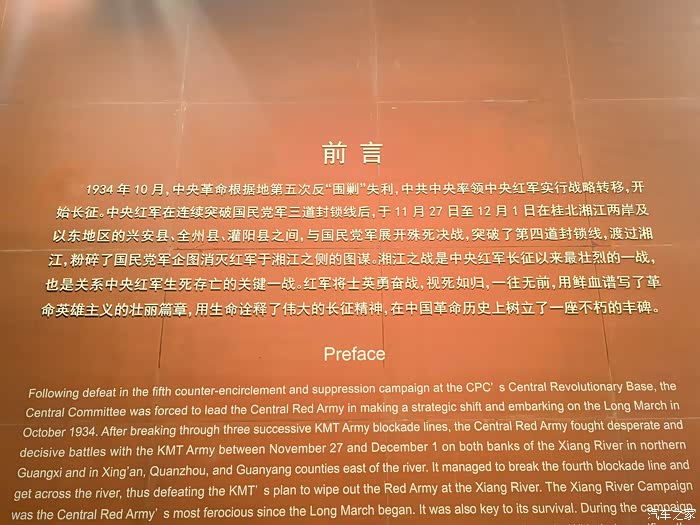 前言
1934年10月,中央革命根据地第五次反“围剿”失利,中共中央率领中央红军实行战略转移,开
始长征。中央红军在连续突破国民党军三道封锁线后,于11月27日至12月1日在桂北湘江两岸及
以东地区的兴安县、全州县、灌阳县之间,与国民党军展开殊死决战,突破了第四道封锁线,渡过湘
江,粉碎了国民党军企图消灭红军于湘江之侧的图谋。湘江之战是中央红军长征以来最壮烈的一战,
也是关系中央红军生死存亡的关键一战。红军将士英勇奋战,视死如归,一往无前,用鲜血谱写了革
命英雄主义的壮丽篇章,用生命诠释了伟大的长征精神,在中国革命历史上树立了一座不朽的丰碑。
Preface
Following defeat in the fifth counter-encirclement and suppression campaign at the CPC's Central Revolutionary Base, the
Central Committee was forced to lead the Central Red Army in making a strategic shift and embarking on the Long March in
October 1934. After breaking through three successive KMT Army blockade lines, the Central Red Army fought desperate and
decisive battles with the KMT Army between November 27 and December 1 on both banks of the Xiang River in northern
Guangxi and in Xing'an, Quanzhou, and Guanyang counties east of the river. It managed to break the fourth blockade line and
get across the river, thus defeating the KMT's plan to wipe out the Red Army at the Xiang River. The Xiang River Campaign
was the Central Red Army's most ferocious since the Long March began. It was also key to its survival. During the campaign
汽车之家